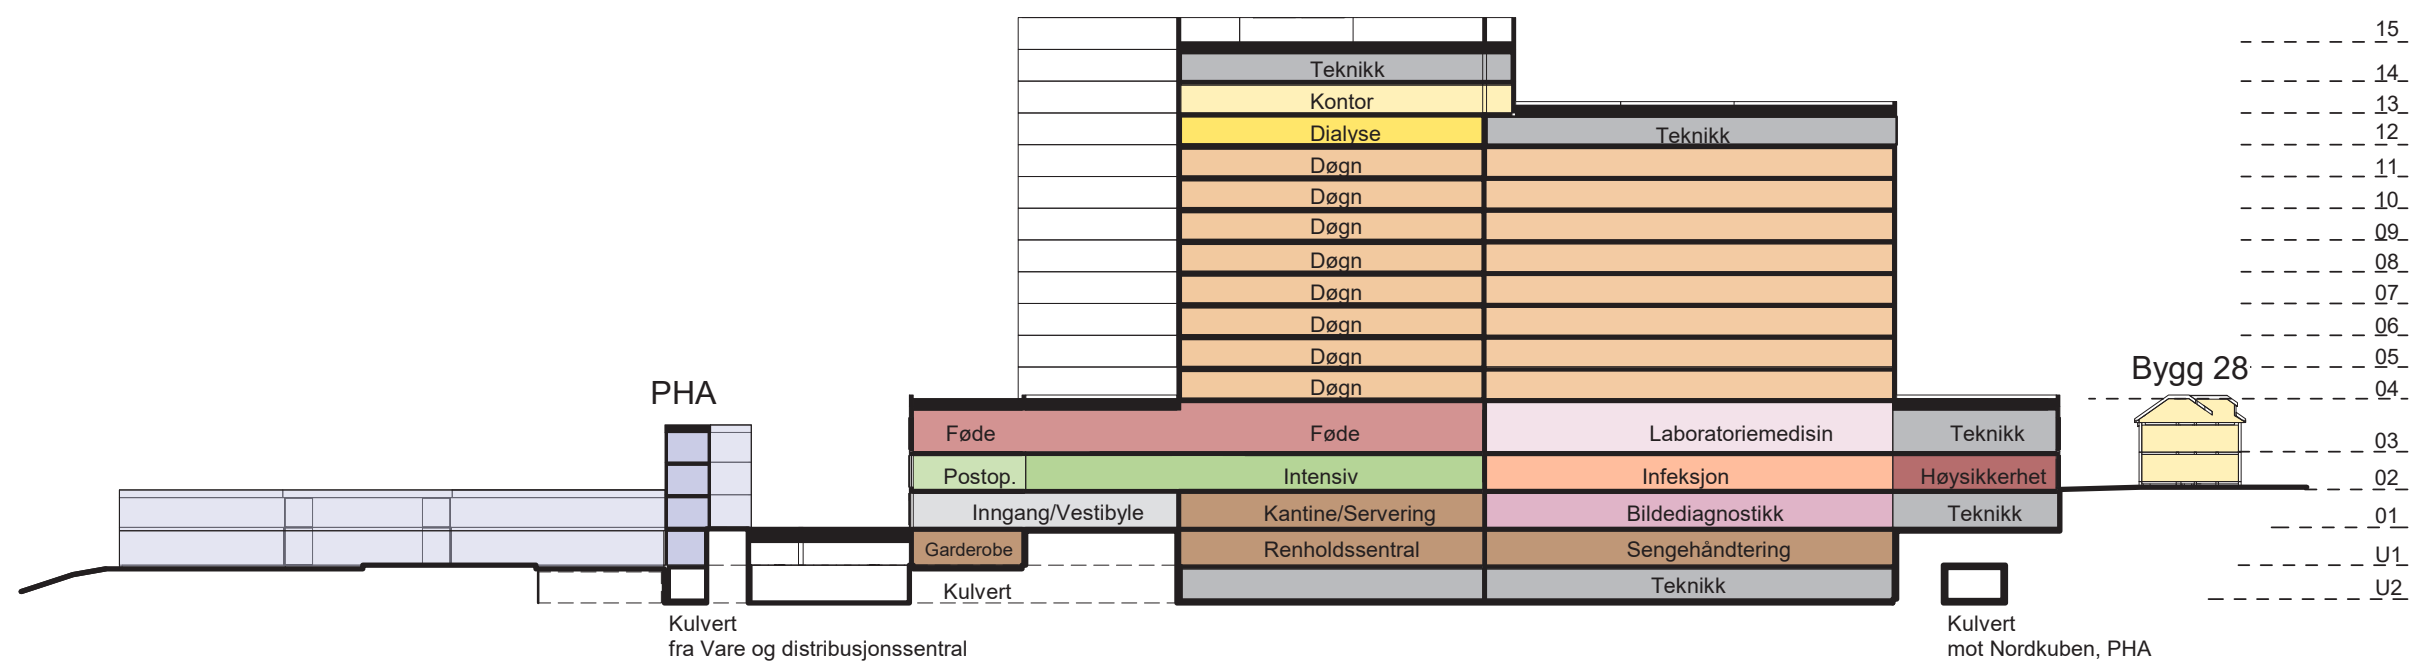 15
Teknikk
14
Kontor
13
Dialyse
Teknikk
12
Døgn
11
Døgn
10
Døgn
09
Døgn
08
Døgn
07
Døgn
06
Døgn
05
Bygg 28
Døgn
04
PHA
Føde
Føde
Laboratoriemedisin
Teknikk
03
Postop.
Intensiv
Infeksjon
Høysikkerhet
02
Inngang/Vestibyle
Kantine/Servering
Bildediagnostikk
Teknikk
01
Garderobe
Renholdssentral
Sengehåndtering
U1
Kulvert
Teknikk
U2
Kulvert
fra Vare og distribusjonssentral
Kulvert
mot Nordkuben, PHA